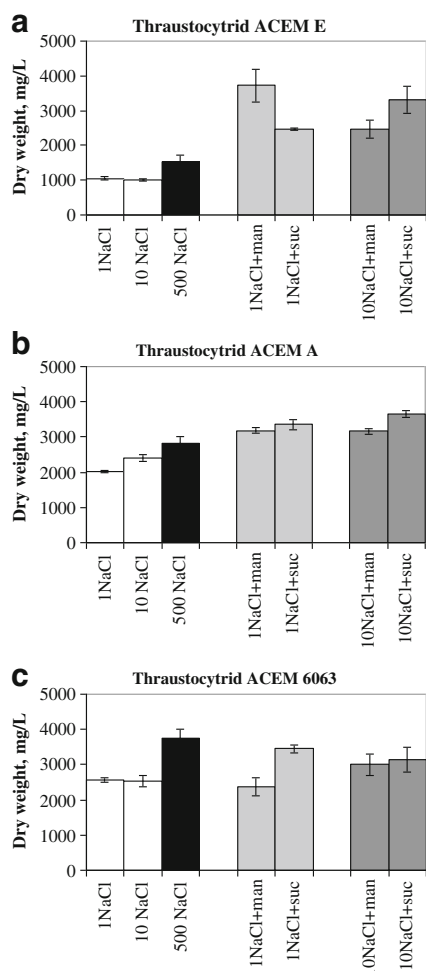 a
Thraustocytrid ACEM E
Dry weight, mg/L
5000
4000
3000
2000
1000
0
1NaCl
10 NaCl
500 NaCl
1NaCl+man
1NaCl+suc
10NaCl+man
10NaCl+suc
b
Thraustocytrid ACEM A
Dry weight, mg/L
5000
4000
3000
2000
1000
0
1NaCl
10 NaCl
500 NaCl
1NaCl+man
1NaCl+suc
10NaCl+man
10NaCl+suc
c
Thraustocytrid ACEM 6063
Dry weight, mg/L
5000
4000
3000
2000
1000
0
1NaCl
10 NaCl
500 NaCl
1NaCl+man
1NaCl+suc
0NaCl+man
10NaCl+suc